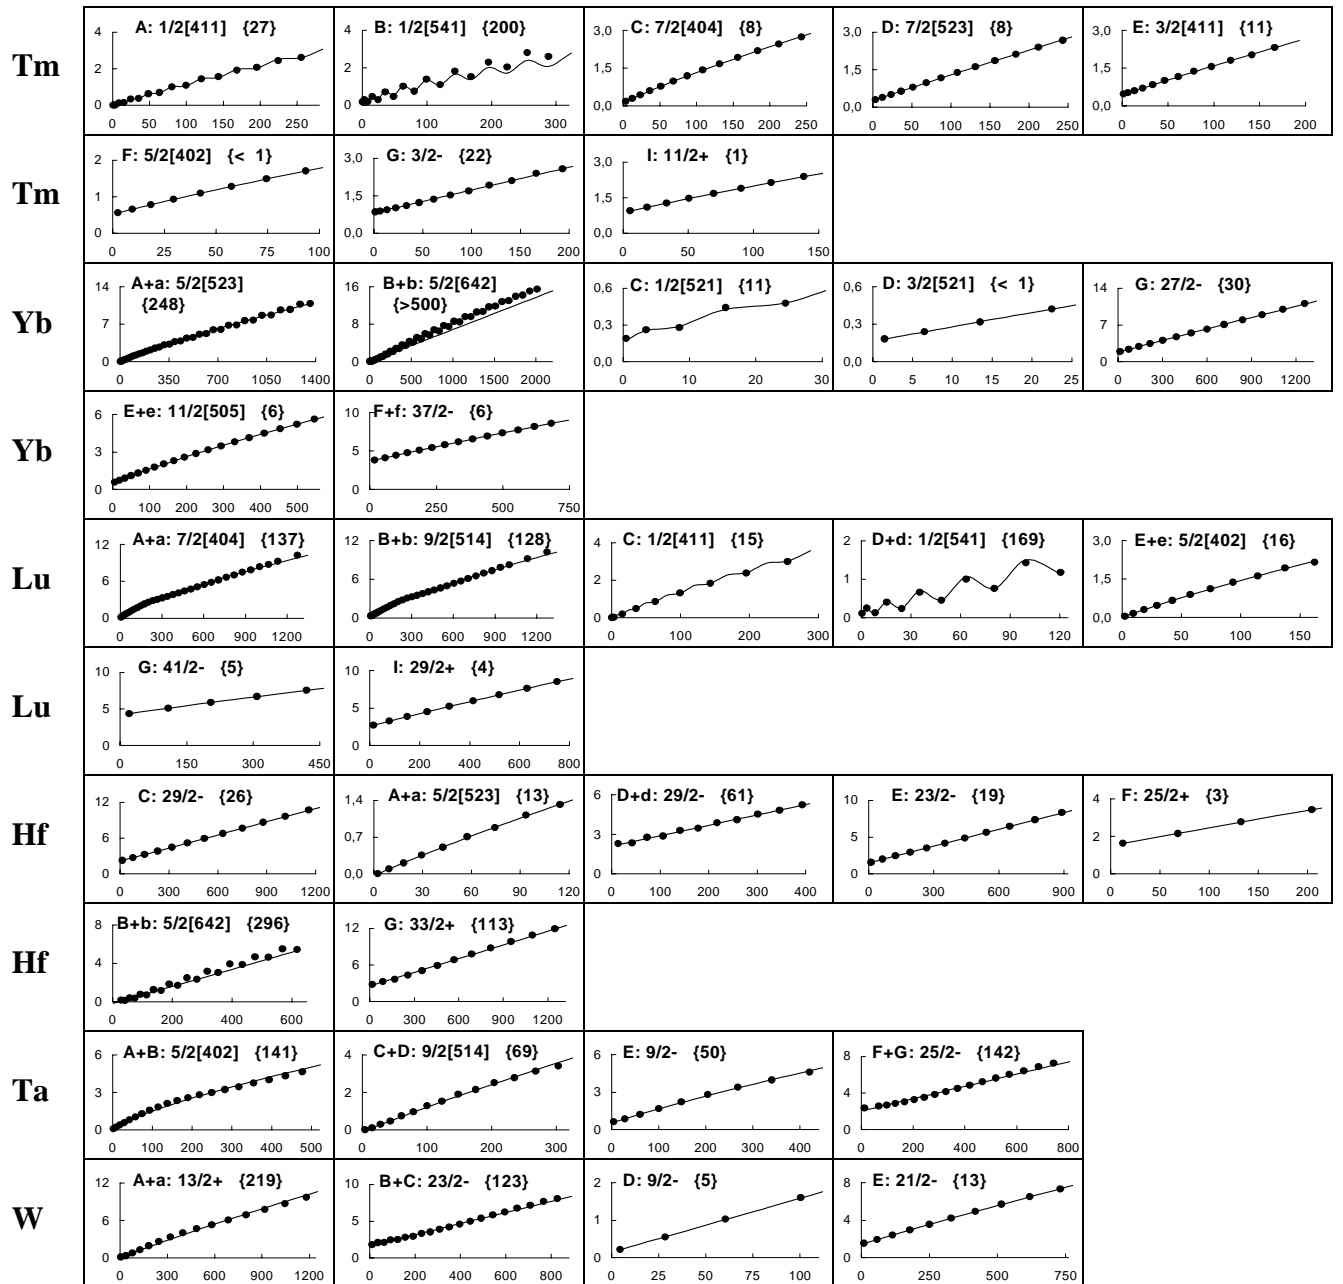 Tm
A: 1/2[411] {27}
4
2
0
0 50 100 150 200 250
B: 1/2[541] {200}
4
2
0
0 100 200 300
C: 7/2[404] {8}
3,0
1,5
0,0
0 50 100 150 200 250
D: 7/2[523] {8}
3,0
1,5
0,0
0 50 100 150 200 250
E: 3/2[411] {11}
3,0
1,5
0,0
0 50 100 150 200
Tm
F: 5/2[402] {< 1}
2
1
0
0 25 50 75 100
G: 3/2- {22}
3,0
1,5
0,0
0 50 100 150 200
I: 11/2+ {1}
3,0
1,5
0,0
0 50 100 150
Yb
A+a: 5/2[523]
{248}
14
7
0
0 350 700 1050 1400
B+b: 5/2[642]
{>500}
16
8
0
0 500 1000 1500 2000
C: 1/2[521] {11}
0,6
0,3
0,0
0 10 20 30
D: 3/2[521] {< 1}
0,6
0,3
0,0
0 5 10 15 20 25
G: 27/2- {30}
14
7
0
0 300 600 900 1200
Yb
E+e: 11/2[505] {6}
6
3
0
0 100 200 300 400 500
F+f: 37/2- {6}
10
5
0
0 250 500 750
Lu
A+a: 7/2[404] {137}
12
6
0
0 300 600 900 1200
B+b: 9/2[514] {128}
12
6
0
0 300 600 900 1200
C: 1/2[411] {15}
4
2
0
0 100 200 300
D+d: 1/2[541] {169}
2
1
0
0 30 60 90 120
E+e: 5/2[402] {16}
3,0
1,5
0,0
0 50 100 150
Lu
G: 41/2- {5}
10
5
0
0 150 300 450
I: 29/2+ {4}
10
5
0
0 200 400 600 800
Hf
C: 29/2- {26}
12
6
0
0 300 600 900 1200
A+a: 5/2[523] {13}
1,4
0,7
0,0
0 30 60 90 120
D+d: 29/2- {61}
6
3
0
0 100 200 300 400
E: 23/2- {19}
10
5
0
0 300 600 900
F: 25/2+ {3}
4
2
0
0 50 100 150 200
Hf
B+b: 5/2[642] {296}
8
4
0
0 200 400 600
G: 33/2+ {113}
12
6
0
0 300 600 900 1200
Ta
A+B: 5/2[402] {141}
6
3
0
0 100 200 300 400 500
C+D: 9/2[514] {69}
4
2
0
0 100 200 300
E: 9/2- {50}
6
3
0
0 100 200 300 400
F+G: 25/2- {142}
8
4
0
0 200 400 600 800
W
A+a: 13/2+ {219}
12
6
0
0 300 600 900 1200
B+C: 23/2- {123}
10
5
0
0 200 400 600 800
D: 9/2- {5}
2
1
0
0 25 50 75 100
E: 21/2- {13}
8
4
0
0 250 500 750